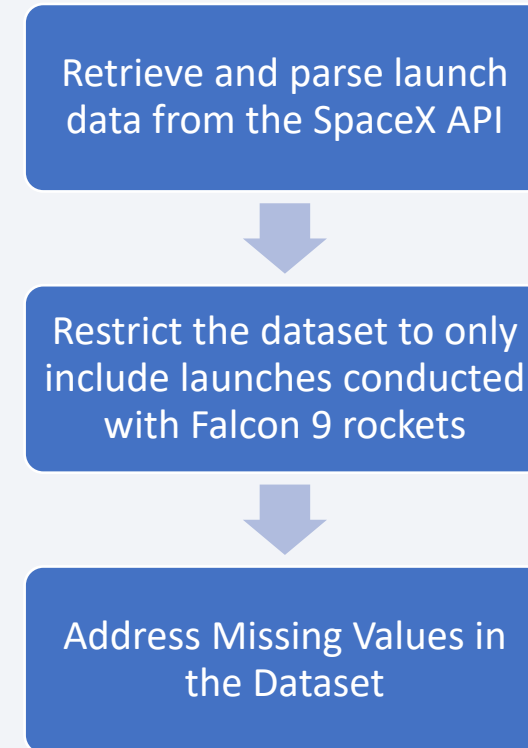 Retrieve and parse launch
data from the SpaceX API
Restrict the dataset to only
include launches conducted
with Falcon 9 rockets
Address Missing Values in
the Dataset